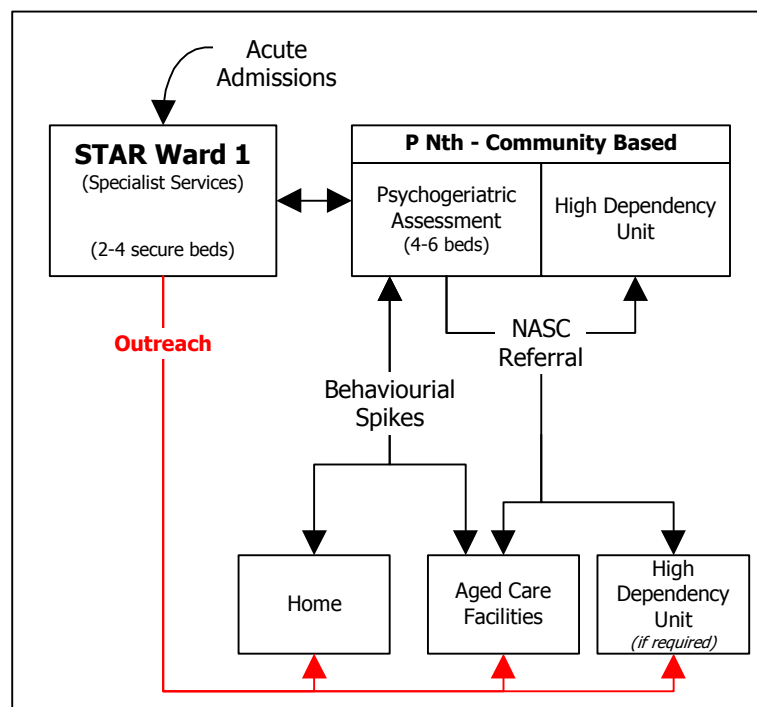 Acute
Admissions
STAR Ward 1
(Specialist Services)
(2-4 secure beds)
P Nth - Community Based
Psychogeriatric
Assessment
(4-6 beds)
High Dependency
Unit
Outreach
NASC
Referral
Behaviourial
Spikes
Home
Aged Care
Facilities
High
Dependency
Unit
(if required)